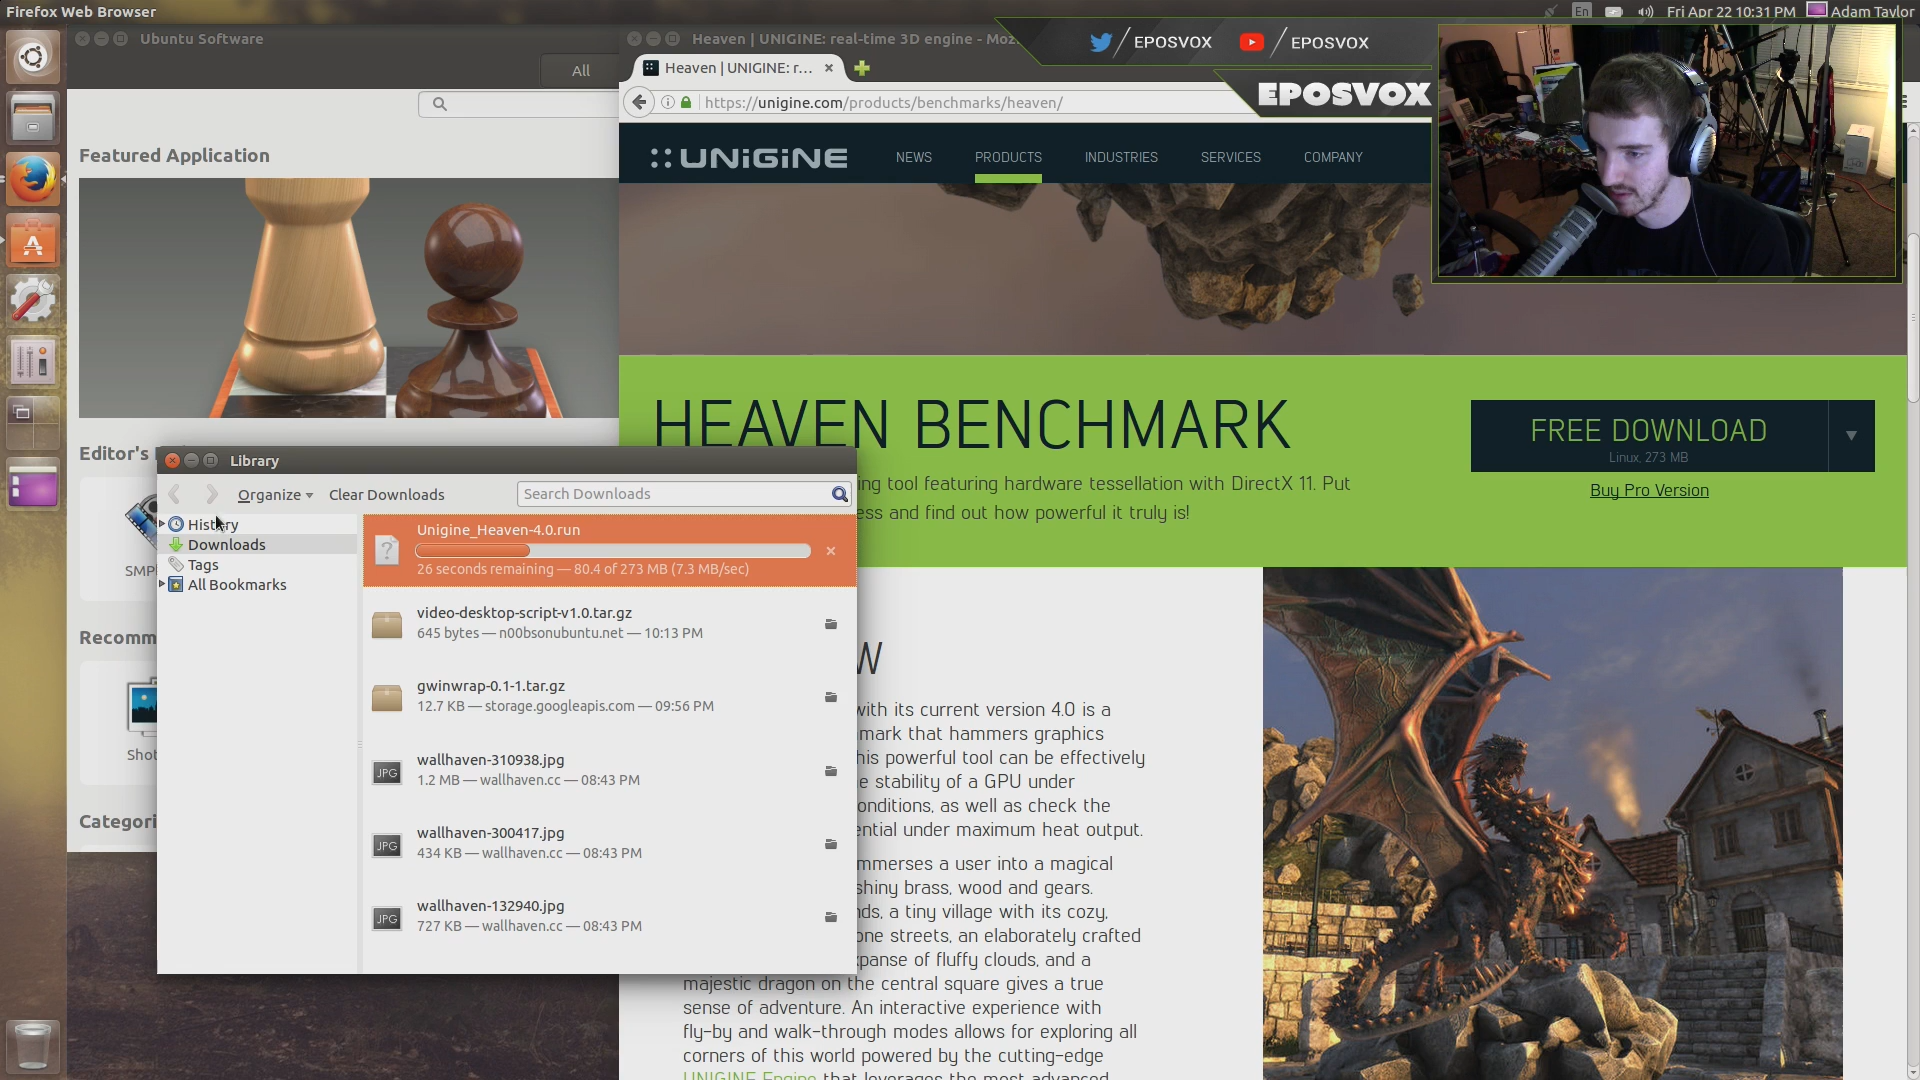 Firefox Web Browser
En
Fri Apr 22 10:31 PM
Adam Taylor
Ubuntu Software
All
Featured Application
Editor's
SMP
Recomm
Shot
Categori
Heaven | UNIGINE: real-time 3D engine - Moz
Heaven | UNIGINE: r...
https://unigine.com/products/benchmarks/heaven/
EPOSVOX
EPOSVOX
EPOSVOX
UNiGiNE
NEWS
PRODUCTS
INDUSTRIES
SERVICES
COMPANY
HEAVEN BENCHMARK
ing tool featuring hardware tessellation with DirectX 11. Put
ess and find out how powerful it truly is!
FREE DOWNLOAD
Linux, 273 MB
Buy Pro Version
Library
Organize
Clear Downloads
Search Downloads
History
Downloads
Tags
All Bookmarks
Unigine_Heaven-4.0.run
26 seconds remaining — 80.4 of 273 MB (7.3 MB/sec)
video-desktop-script-v1.0.tar.gz
645 bytes — n00bsonubuntu.net — 10:13 PM
gwinwrap-0.1-1.tar.gz
12.7 KB — storage.googleapis.com — 09:56 PM
JPG
wallhaven-310938.jpg
1.2 MB — wallhaven.cc — 08:43 PM
JPG
wallhaven-300417.jpg
434 KB — wallhaven.cc — 08:43 PM
JPG
wallhaven-132940.jpg
727 KB — wallhaven.cc — 08:43 PM
W
with its current version 4.0 is a
mark that hammers graphics
his powerful tool can be effectively
e stability of a GPU under
onditions, as well as check the
ential under maximum heat output.
mmerses a user into a magical
shiny brass, wood and gears.
nds, a tiny village with its cozy,
one streets, an elaborately crafted
xpanse of fluffy clouds, and a
majestic dragon on the central square gives a true
sense of adventure. An interactive experience with
fly-by and walk-through modes allows for exploring all
corners of this world powered by the cutting-edge
UNIGINE Engine that leverages the most advanced